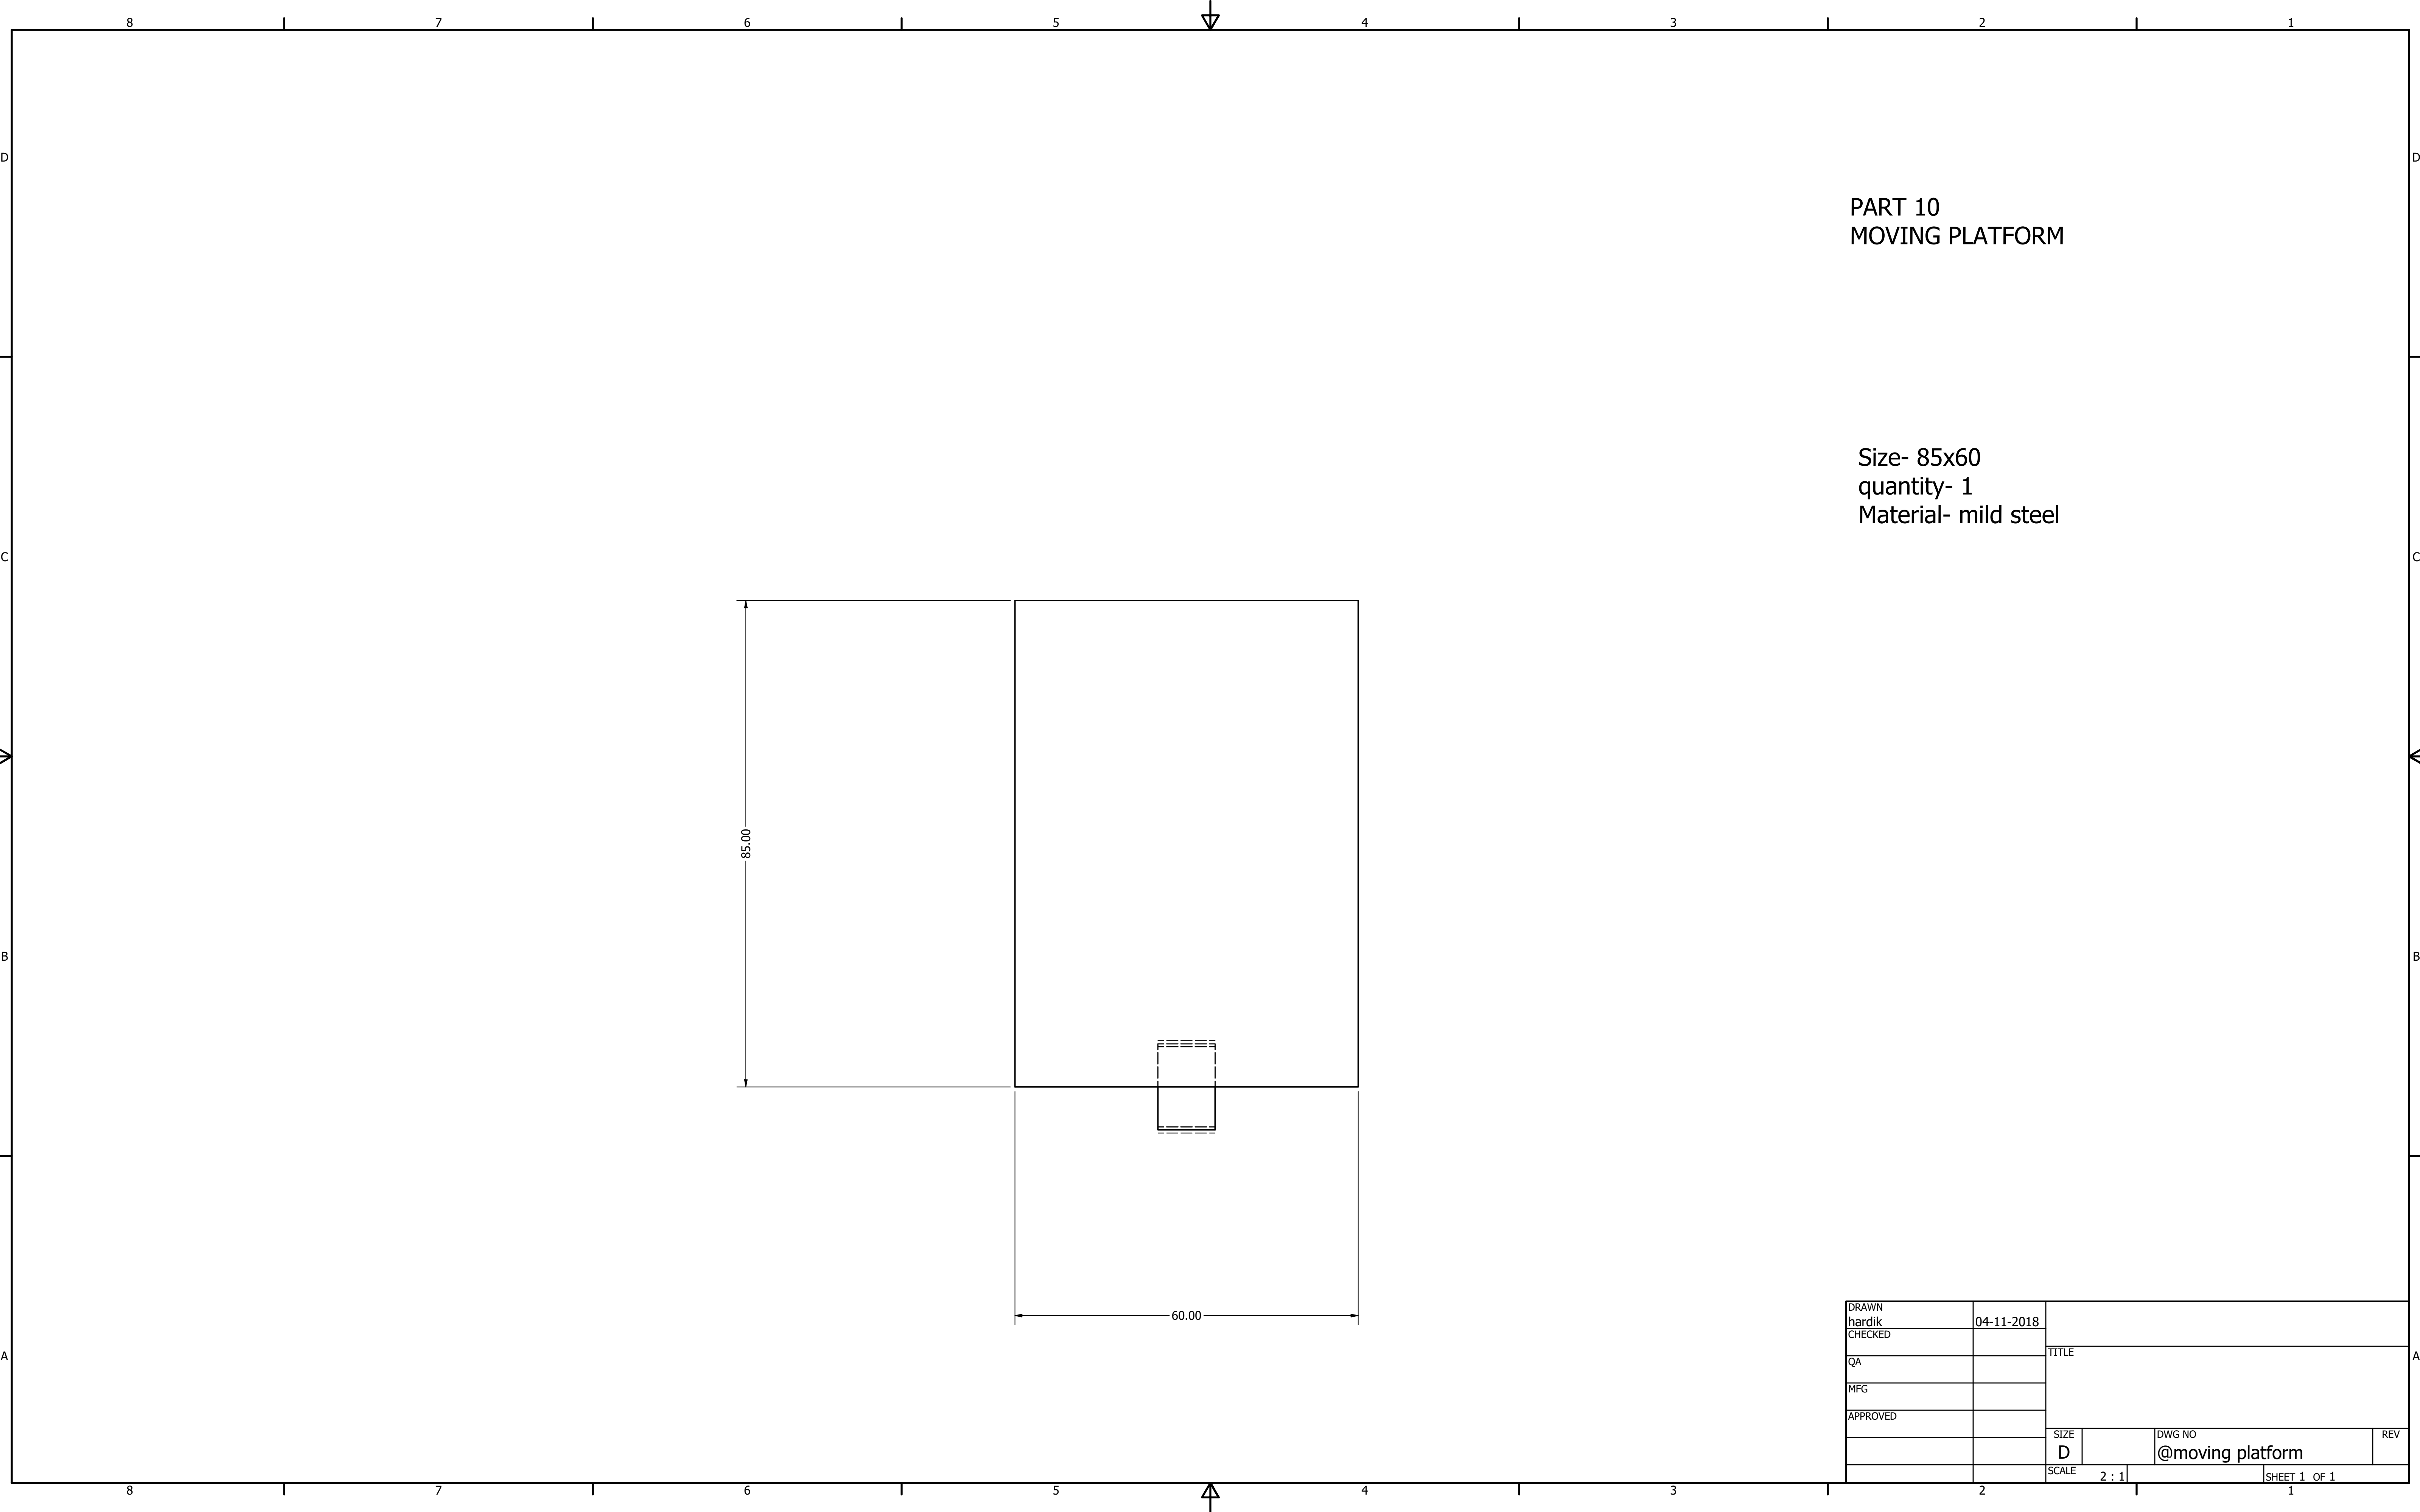 8 7 6 5 4 3 2 1
D D
PART 10
MOVING PLATFORM
Size- 85x60
quantity- 1
Material- mild steel
C C
85.00
B B
60.00
A A
DRAWN
hardik 04-11-2018
CHECKED
QA
MFG
APPROVED
TITLE
SIZE
D
DWG NO
@moving platform
REV
SCALE 2 : 1
SHEET 1 OF 1
8 7 6 5 4 3 2 1